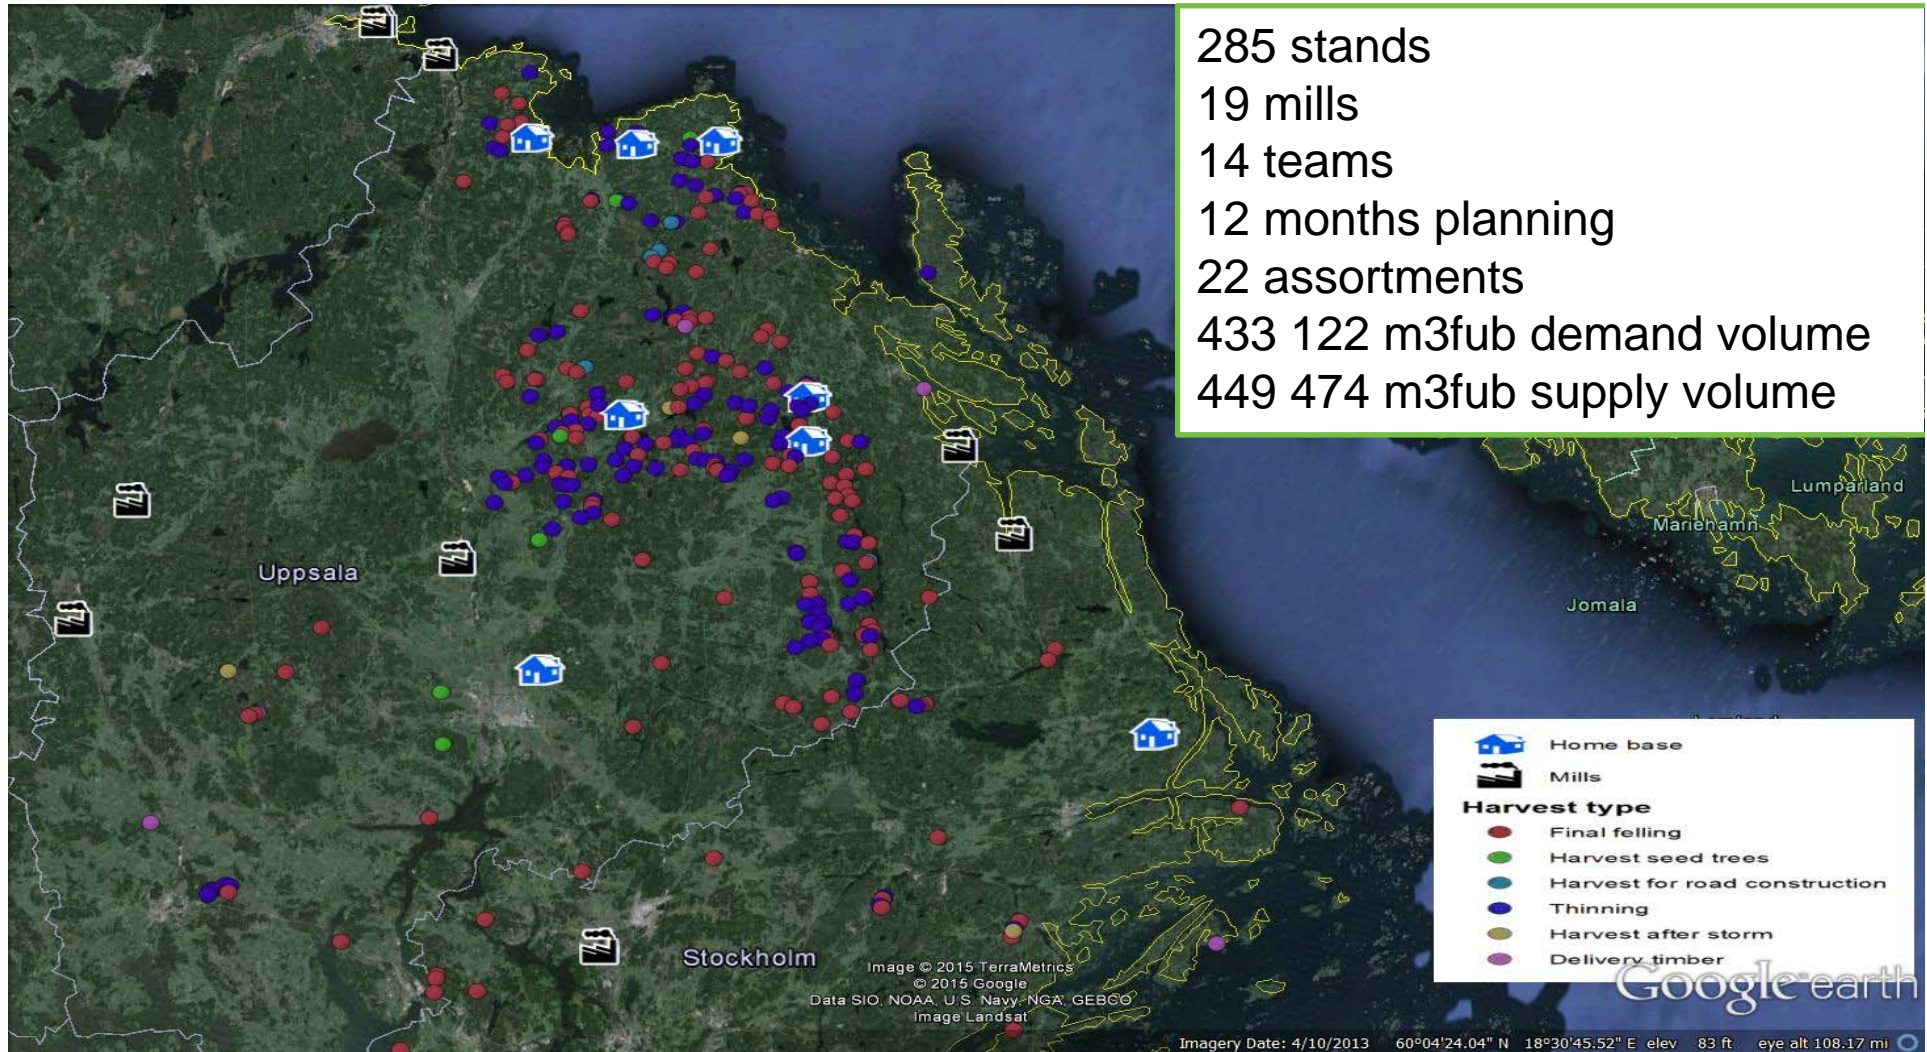 285 stands
19 mills
14 teams
12 months planning
22 assortments
433 122 m3fub demand volume
449 474 m3fub supply volume
Lumparland
Mariehamn
Jomala
Uppsala
Stockholm
Home base
Mills
Harvest type
Final felling
Harvest seed trees
Harvest for road construction
Thinning
Harvest after storm
Delivery timber
Google earth
Image © 2015 TerraMetrics
© 2015 Google
Data SIO, NOAA, U.S. Navy, NGA, GEBCO
Image Landsat
Imagery Date: 4/10/2013 60°04'24.04" N 18°30'45.52" E elev 83 ft eye alt 108.17 mi